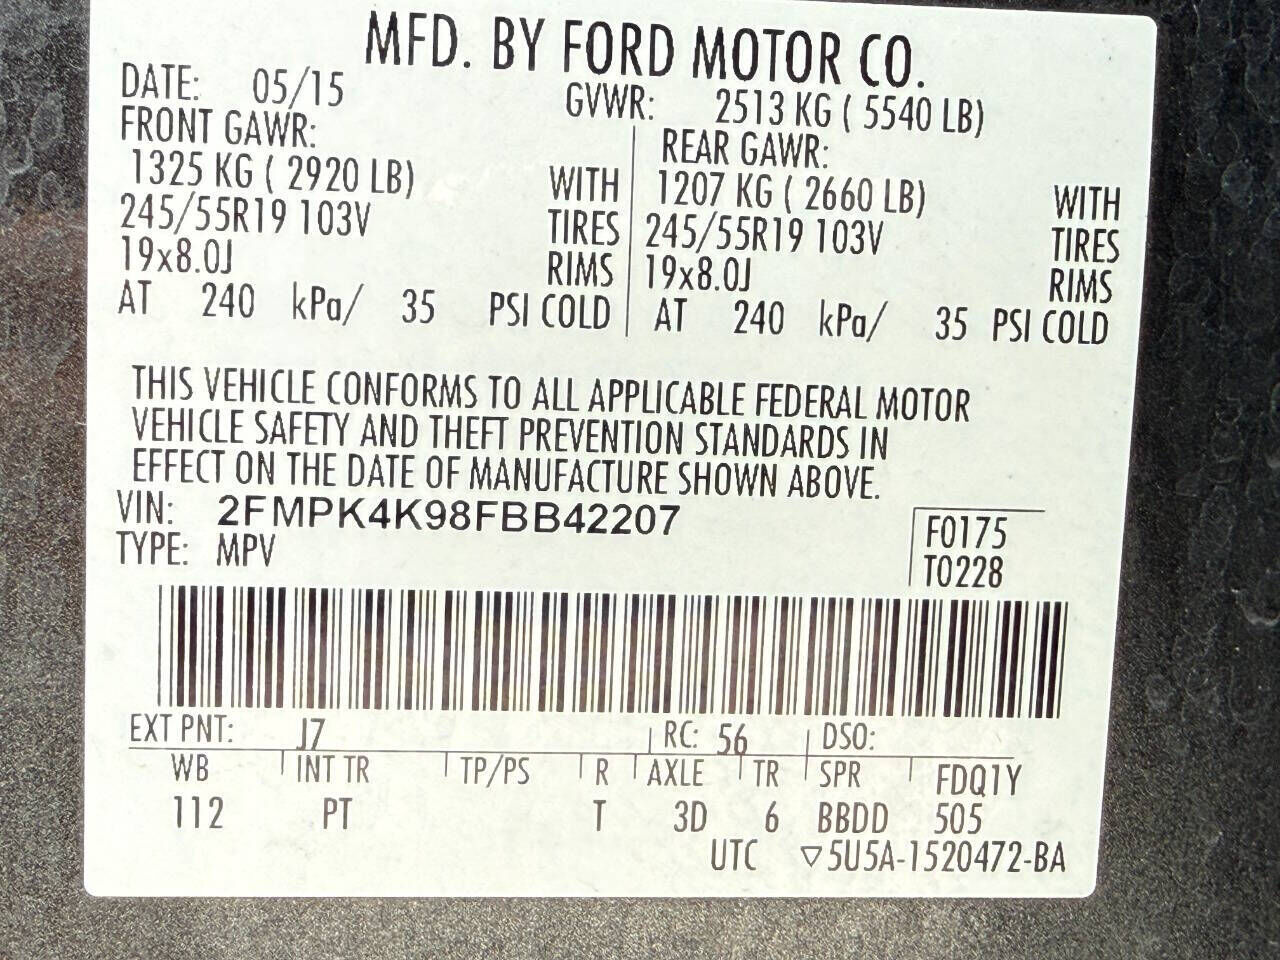 MFD. BY FORD MOTOR CO.
DATE: 05/15 GVWR: 2513 KG ( 5540 LB)
FRONT GAWR: REAR GAWR:
1325 KG ( 2920 LB) WITH 1207 KG ( 2660 LB) WITH
245/55R19 103V TIRES 245/55R19 103V TIRES
19x8.0J RIMS 19x8.0J RIMS
AT 240 kPa/ 35 PSI COLD AT 240 kPa/ 35 PSI COLD
THIS VEHICLE CONFORMS TO ALL APPLICABLE FEDERAL MOTOR
VEHICLE SAFETY AND THEFT PREVENTION STANDARDS IN
EFFECT ON THE DATE OF MANUFACTURE SHOWN ABOVE.
VIN: 2FMPK4K98FBB42207 F0175
TYPE: MPV T0228
EXT PNT: J7 RC: 56 DSO:
WB INT TR TP/PS R AXLE TR SPR FDQ1Y
112 PT T 3D 6 BBDD 505
UTC ▽5U5A-1520472-BA